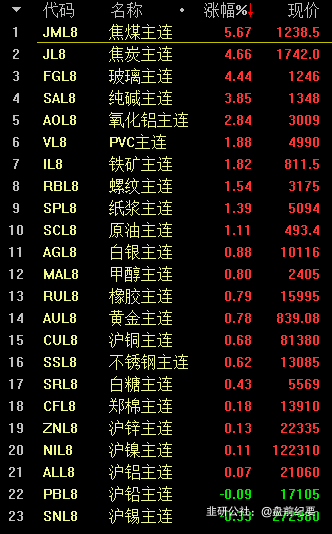 代码 名称 涨幅%↓ 现价
1 JML8 焦煤主连 5.67 1238.5
2 JL8 焦炭主连 4.66 1742.0
3 FGL8 玻璃主连 4.44 1246
4 SAL8 纯碱主连 3.85 1348
5 AOL8 氧化铝主连 2.84 3009
6 VL8 PVC主连 1.88 4990
7 IL8 铁矿主连 1.82 811.5
8 RBL8 螺纹主连 1.54 3175
9 SPL8 纸浆主连 1.39 5094
10 SCL8 原油主连 1.11 493.4
11 AGL8 白银主连 0.88 10116
12 MAL8 甲醇主连 0.80 2405
13 RUL8 橡胶主连 0.79 15995
14 AUL8 黄金主连 0.78 839.08
15 CUL8 沪铜主连 0.68 81380
16 SSL8 不锈钢主连 0.62 13085
17 SRL8 白糖主连 0.43 5569
18 CFL8 郑棉主连 0.18 13910
19 ZNL8 沪锌主连 0.13 22335
20 NIL8 沪镍主连 0.11 122310
21 ALL8 沪铝主连 0.07 21060
22 PBL8 沪铅主连 -0.09 17105
23 SNL8 沪锡主连
韭研公社：@盘前纪要